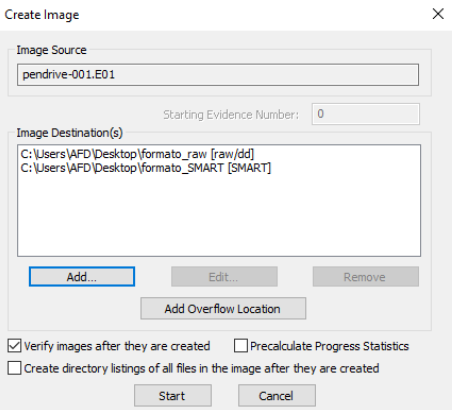 Create Image
Image Source
pendrive-001.E01
Starting Evidence Number: 0
Image Destination(s)
C:\Users\AFD\Desktop\formato_raw [raw/dd]
C:\Users\AFD\Desktop\formato_SMART [SMART]
Add... Edit... Remove
Add Overflow Location
Verify images after they are created Precalculate Progress Statistics
Create directory listings of all files in the image after they are created
Start Cancel